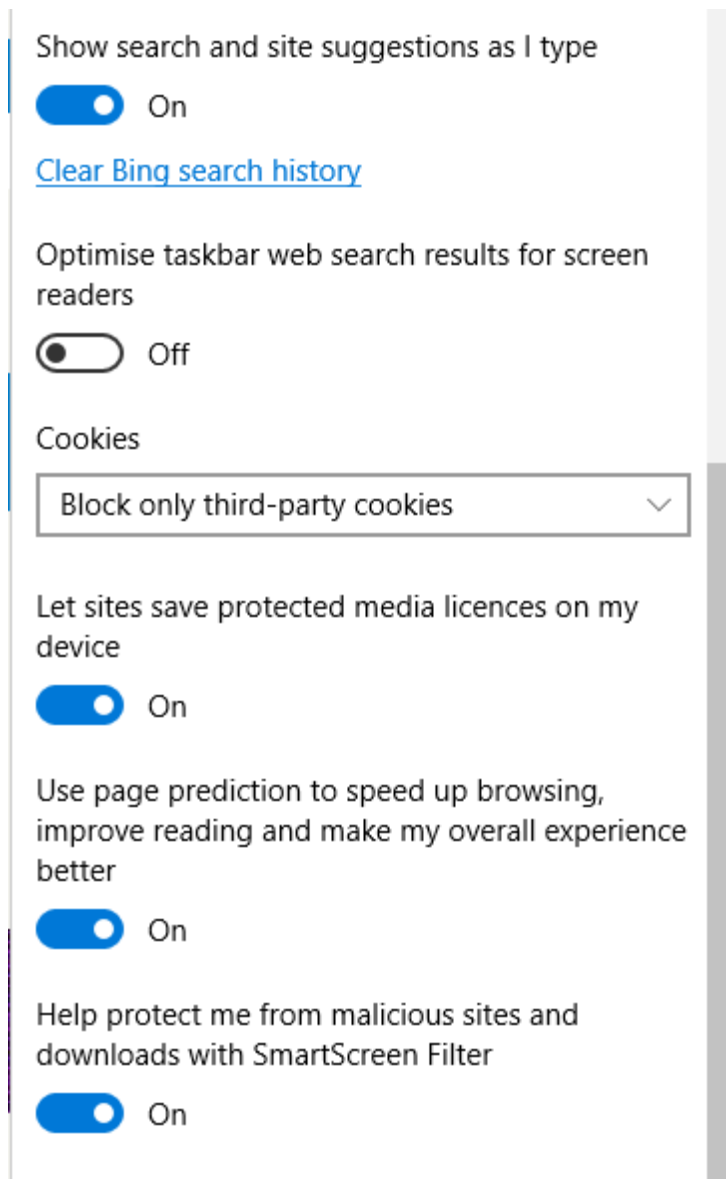 Show search and site suggestions as I type
On
Clear Bing search history
Optimise taskbar web search results for screen
readers
Off
Cookies
Block only third-party cookies
Let sites save protected media licences on my
device
On
Use page prediction to speed up browsing,
improve reading and make my overall experience
better
On
Help protect me from malicious sites and
downloads with SmartScreen Filter
On